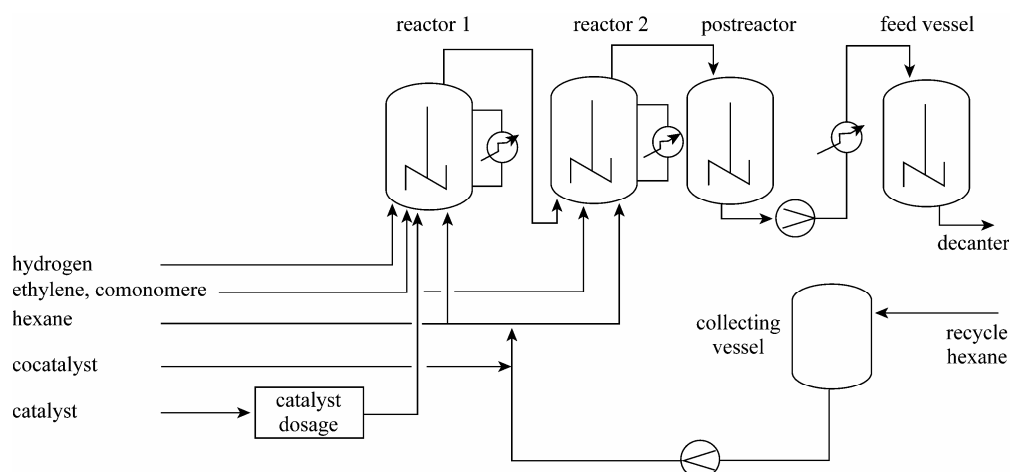 reactor 1
reactor 2
postreactor
feed vessel
decanter
hydrogen
ethylene, comonomere
hexane
cocatalyst
catalyst
catalyst
dosage
collecting
vessel
recycle
hexane